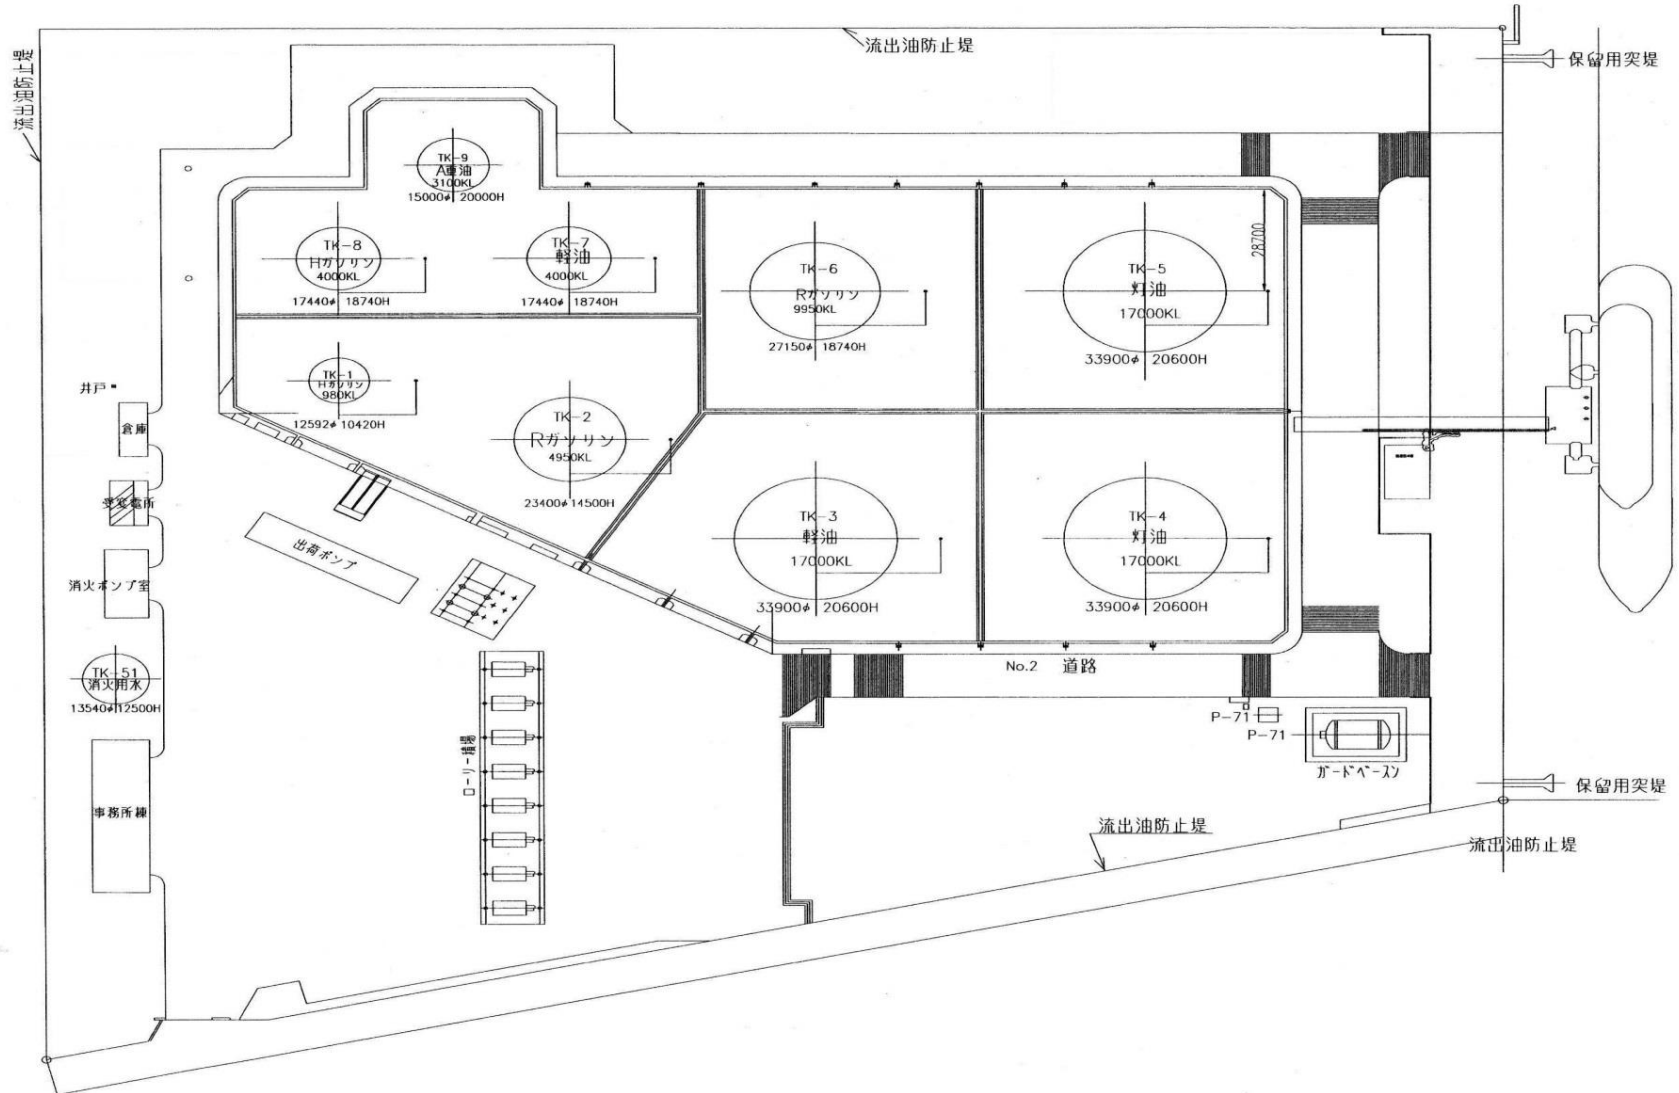 流出油防止堤
流出油防止堤
保留用突堤
TK-9
A重油
3100KL
15000φ 20000H
TK-8
Hガソリン
4000KL
17440φ 18740H
TK-7
軽油
4000KL
17440φ 18740H
TK-6
Rガソリン
9950KL
27150φ 18740H
TK-5
灯油
17000KL
33900φ 20600H
28700
TK-1
Hガソリン
980KL
12592φ 10420H
TK-2
Rガソリン
4950KL
23400φ 14500H
TK-3
軽油
17000KL
33900φ 20600H
TK-4
灯油
17000KL
33900φ 20600H
井戸
倉庫
受変電所
消火ポンプ室
TK-51
消火用水
13540φ 12500H
事務所棟
出荷ポンプ
ローリー積場
No.2 道路
P-71
P-71
ガードベースン
保留用突堤
流出油防止堤
流出油防止堤